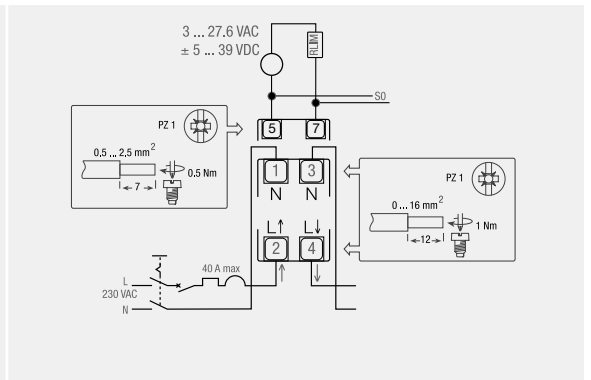 3 ... 27.6 VAC
± 5 ... 39 VDC
RLIM
S0
PZ 1
0,5 ... 2,5 mm²
7
0.5 Nm
5
7
1
3
N
N
L↑
L↓
2
4
PZ 1
0 ... 16 mm²
12
1 Nm
40 A max
L
230 VAC
N